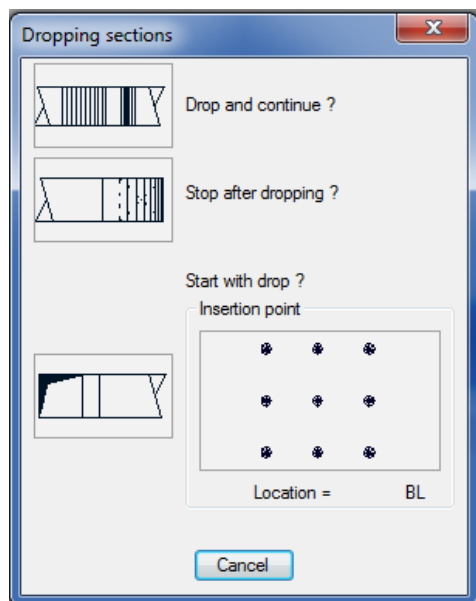 Dropping sections
Drop and continue ?
Stop after dropping ?
Start with drop ?
Insertion point
Location = BL
Cancel